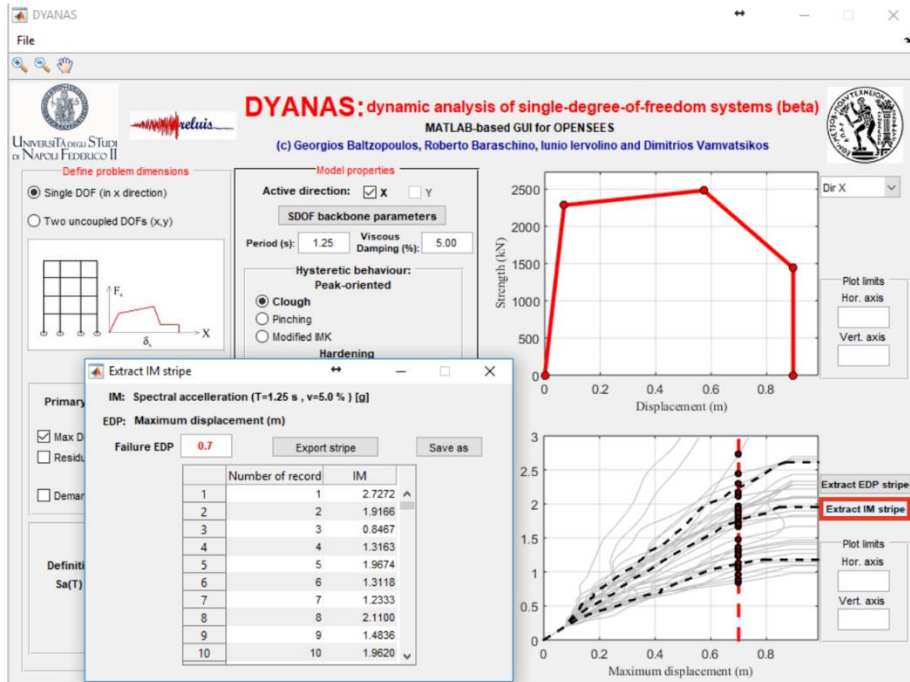 DYANAS
File
UNIVERSITÀ DEGLI STUDI
DI NAPOLI FEDERICO II
reluis
DYANAS: dynamic analysis of single-degree-of-freedom systems (beta)
MATLAB-based GUI for OPENSEES
(c) Georgios Baltzopoulos, Roberto Baraschino, Iunio Iervolino and Dimitrios Vamvatsikos
Define problem dimensions
Single DOF (in x direction)
Two uncoupled DOFs (x,y)
Fx
X
δx
Model properties
Active direction: X Y
SDOF backbone parameters
Period (s): 1.25 Viscous Damping (%): 5.00
Hysteretic behaviour:
Peak-oriented
Clough
Pinching
Modified IMK
Hardening
Strength (kN)
2500
2000
1500
1000
500
0
0 0.2 0.4 0.6 0.8
Displacement (m)
Dir X
Plot limits
Hor. axis
Vert. axis
Primary
Max D
Residu
Deman
Definiti
Sa(T)
Extract IM stripe
IM: Spectral accelleration (T=1.25 s , v=5.0 % ) [g]
EDP: Maximum displacement (m)
Failure EDP 0.7 Export stripe Save as
Number of record IM
1 1 2.7272
2 2 1.9166
3 3 0.8467
4 4 1.3163
5 5 1.9674
6 6 1.3118
7 7 1.2333
8 8 2.1100
9 9 1.4836
10 10 1.9620
3
2.5
2
1.5
1
0.5
0
0 0.2 0.4 0.6 0.8
Maximum displacement (m)
Extract EDP stripe
Extract IM stripe
Plot limits
Hor. axis
Vert. axis